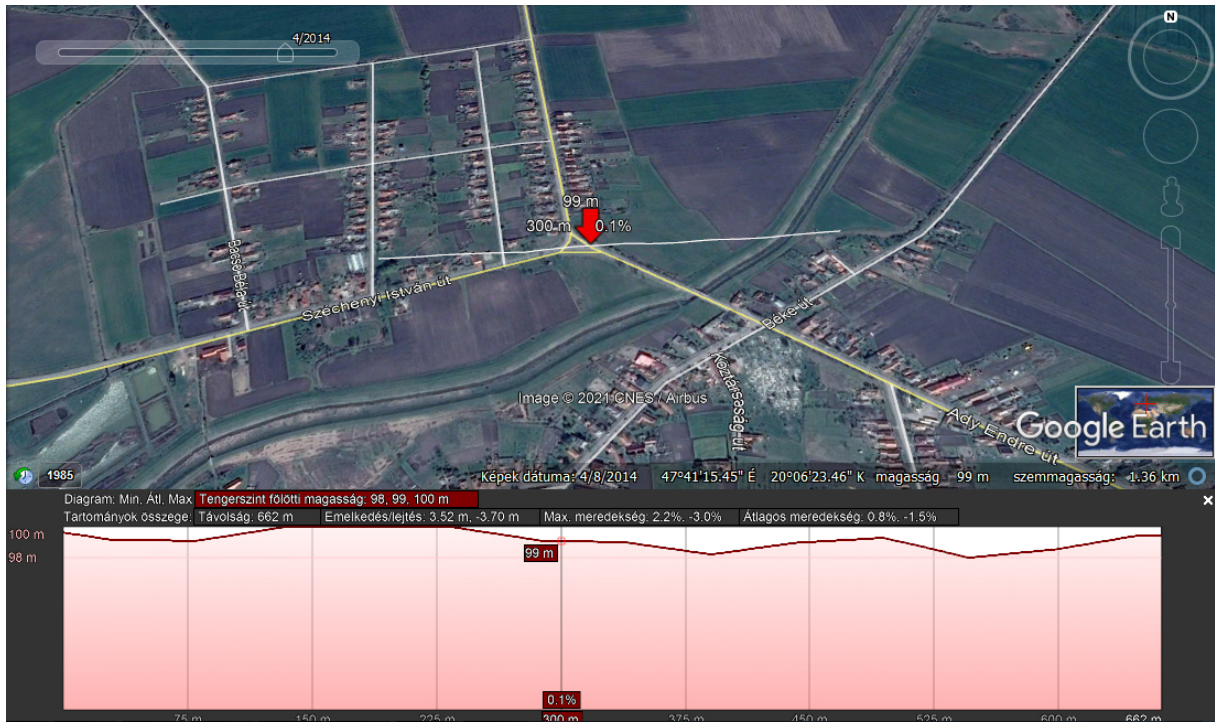 4/2014
N
99 m
300 m 0.1%
Bacsó Béla út
Széchenyi István út
Béke út
Köztársaság út
Ady Endre út
Image © 2021 CNES / Airbus
Google Earth
1985
Képek dátuma: 4/8/2014 47°41'15.45" É 20°06'23.46" K magasság 99 m szemmagasság: 1.36 km
Diagram: Min. Átl, Max Tengerszint fölötti magasság: 98, 99, 100 m
Tartományok összege: Távolság: 662 m Emelkedés/lejtés: 3.52 m, -3.70 m Max. meredekség: 2.2%. -3.0% Átlagos meredekség: 0.8%. -1.5%
100 m
98 m
99 m
0.1%
75 m 150 m 225 m 300 m 375 m 450 m 525 m 600 m 662 m